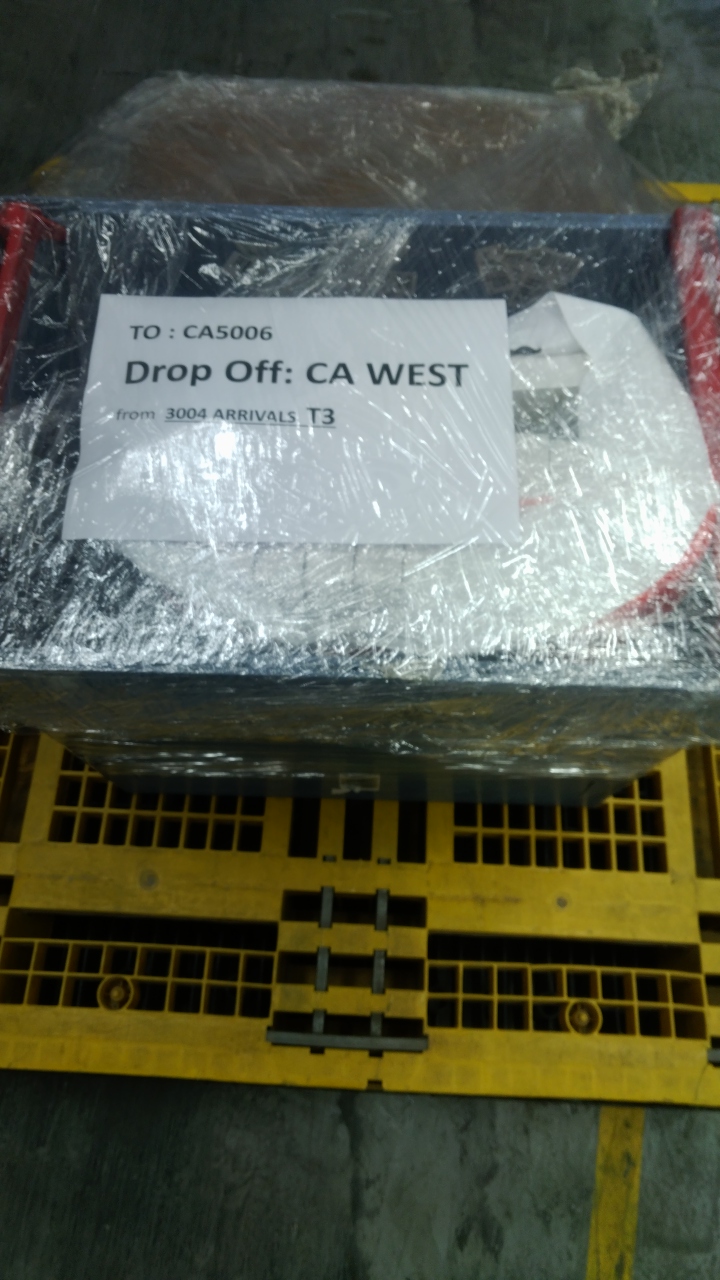 TO : CA5006
Drop Off: CA WEST
from 3004 ARRIVALS T3